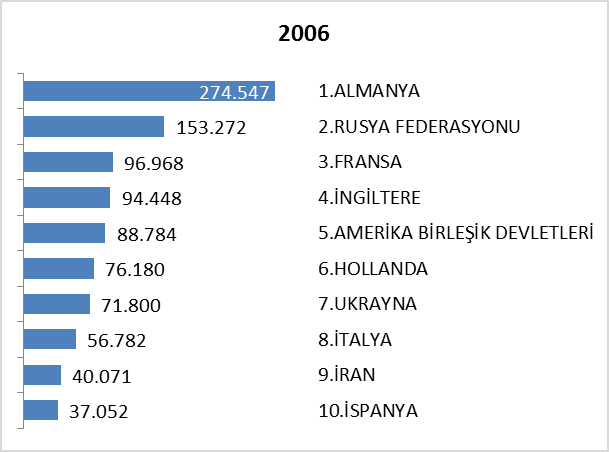 2006
274.547 1.ALMANYA
153.272 2.RUSYA FEDERASYONU
96.968 3.FRANSA
94.448 4.İNGİLTERE
88.784 5.AMERİKA BİRLEŞİK DEVLETLERİ
76.180 6.HOLLANDA
71.800 7.UKRAYNA
56.782 8.İTALYA
40.071 9.İRAN
37.052 10.İSPANYA